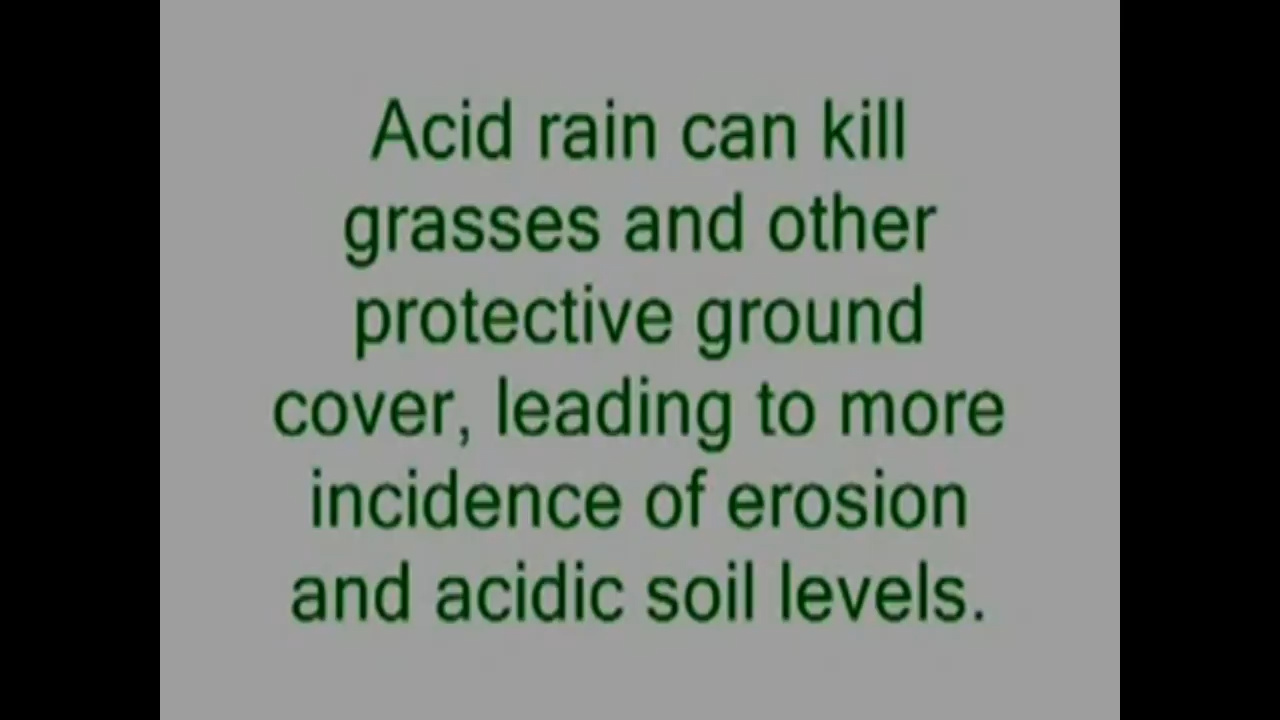 Acid rain can kill
grasses and other
protective ground
cover, leading to more
incidence of erosion
and acidic soil levels.